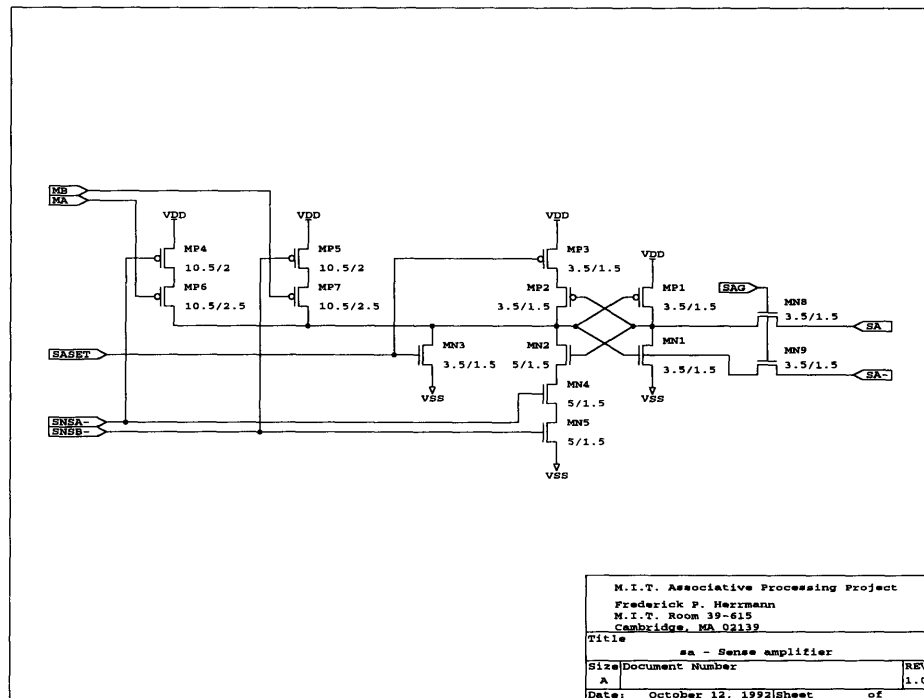 MB
MA
VDD
VDD
VDD
VDD
MP4
10.5/2
MP5
10.5/2
MP3
3.5/1.5
MP6
10.5/2.5
MP7
10.5/2.5
MP2
3.5/1.5
MP1
3.5/1.5
SAG
MN8
3.5/1.5
SA
SASET
MN3
3.5/1.5
MN2
5/1.5
MN1
3.5/1.5
MN9
3.5/1.5
SA-
VSS
VSS
MN4
5/1.5
SNSA-
SNSB-
MN5
5/1.5
VSS
M.I.T. Associative Processing Project
Frederick P. Herrmann
M.I.T. Room 39-615
Cambridge, MA 02139
Title
sa - Sense amplifier
Size Document Number REV
A
Date: October 12, 1992 Sheet of